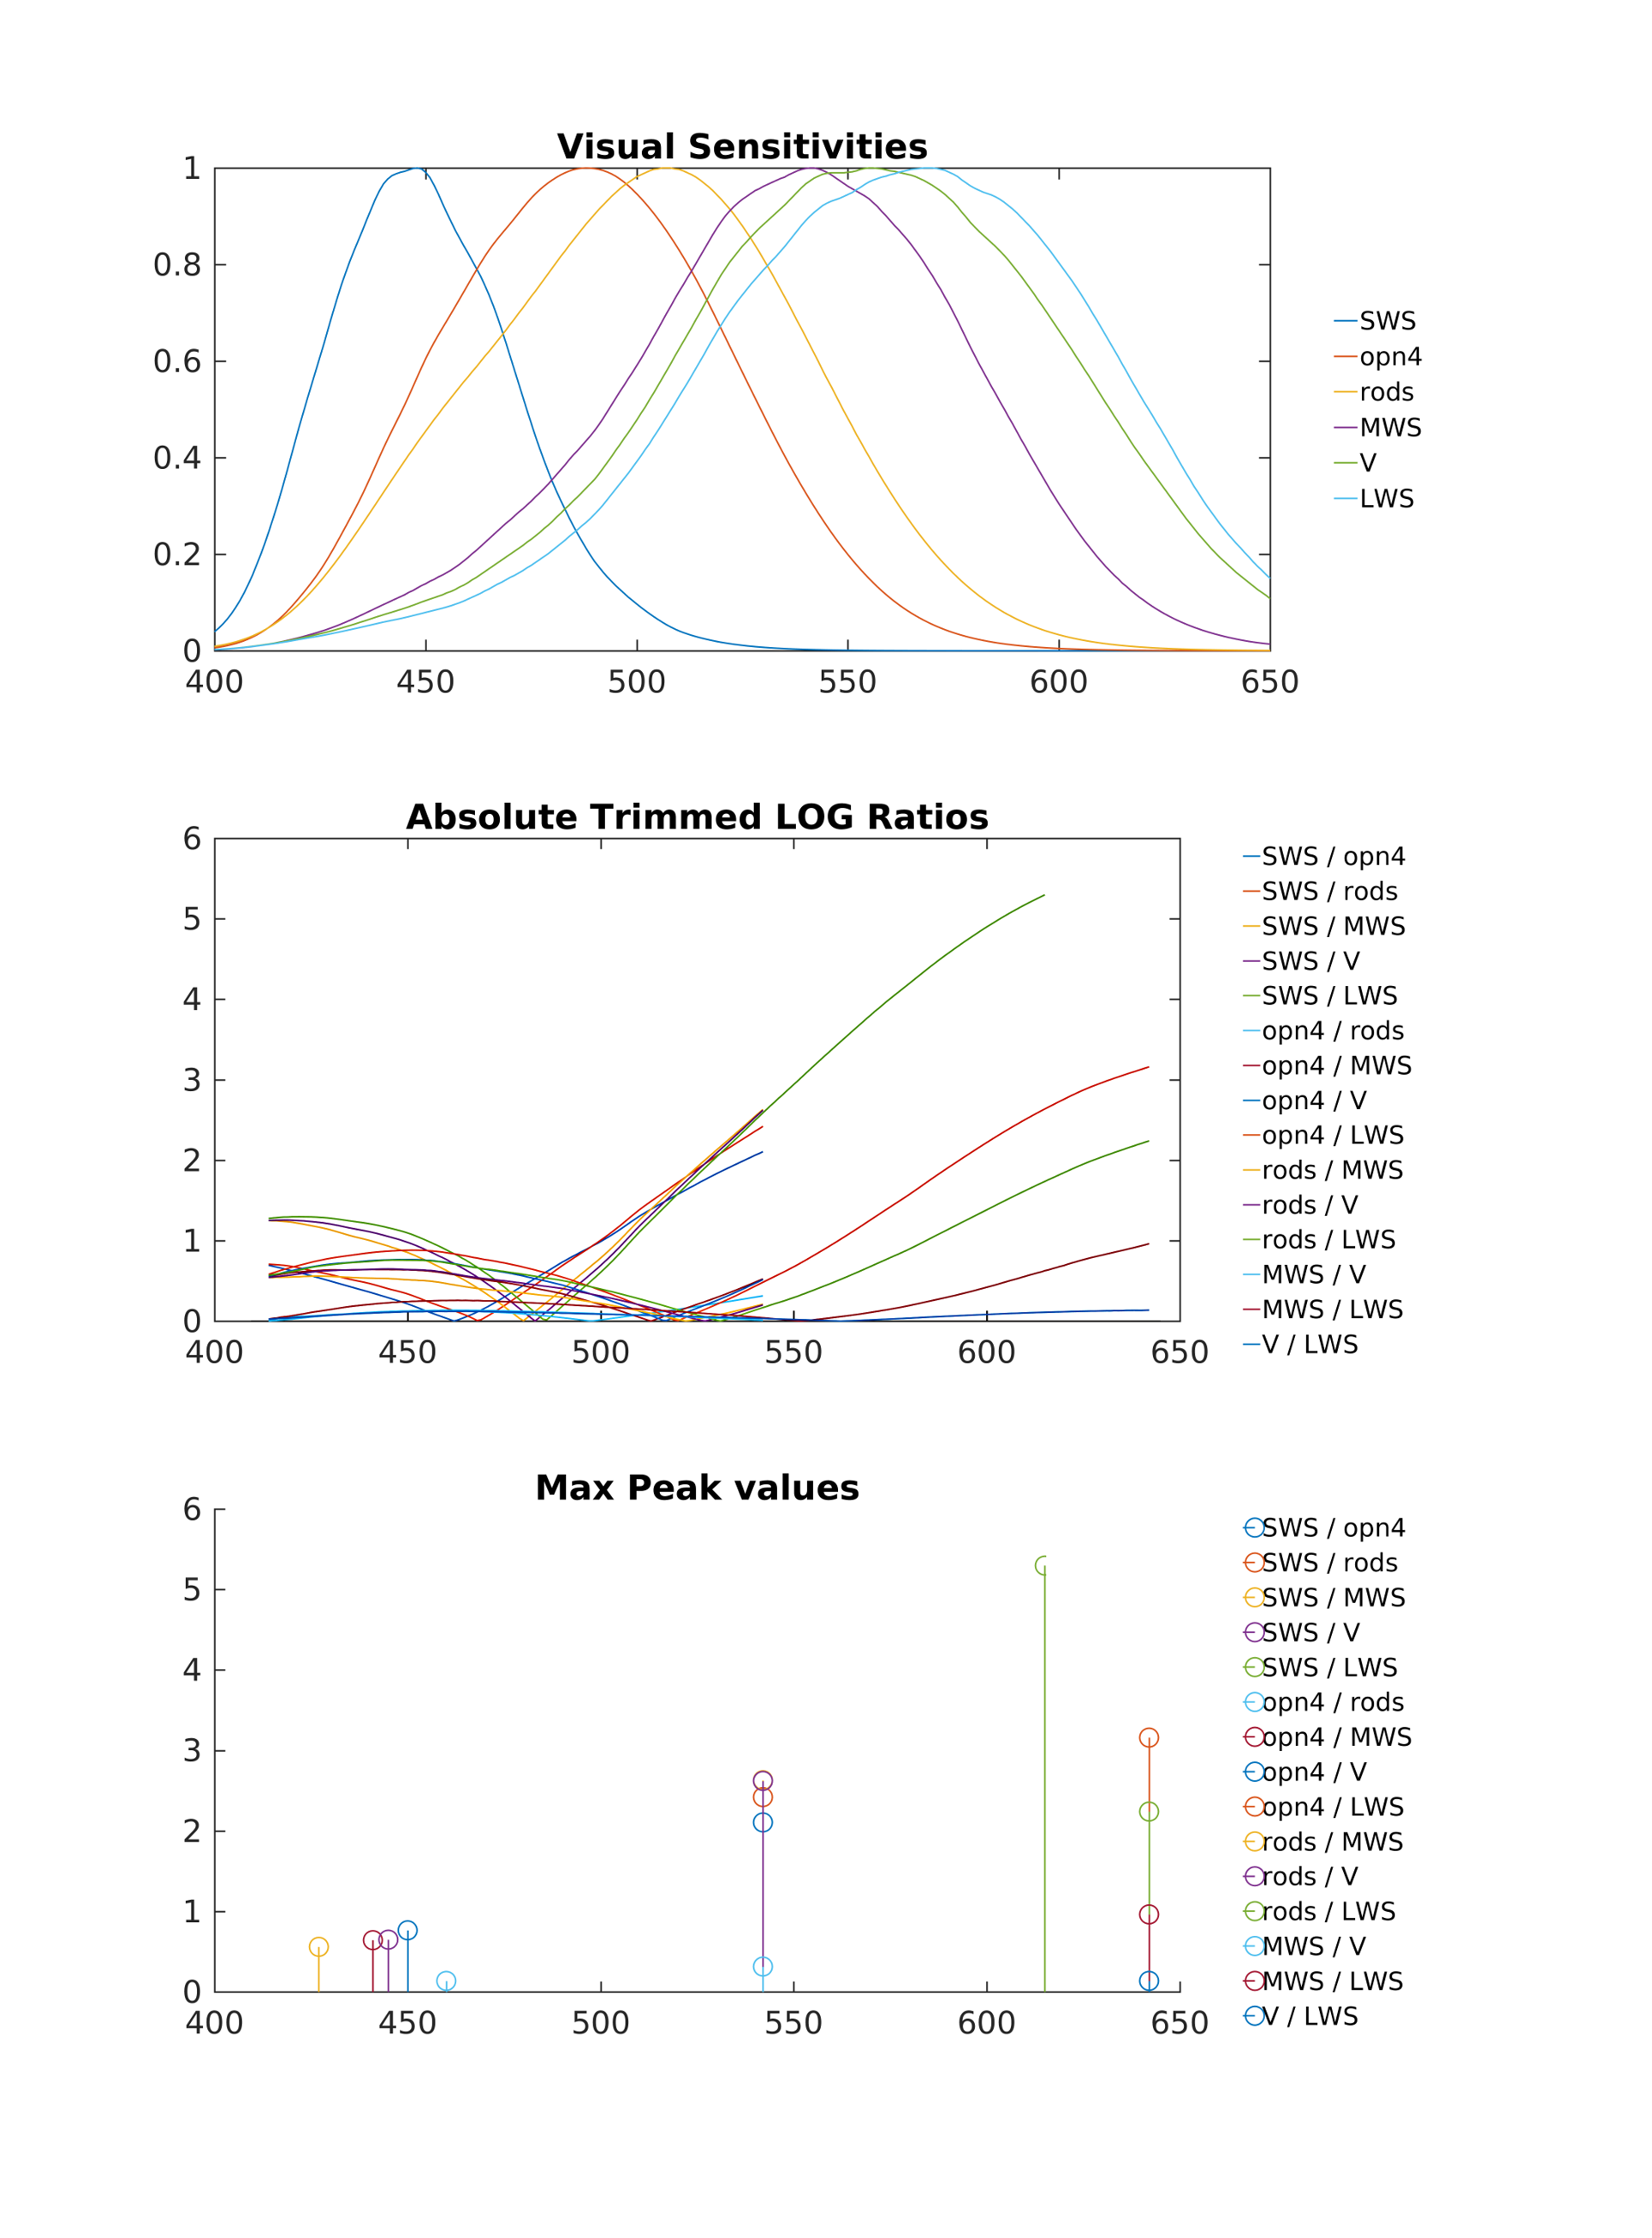 Visual Sensitivities
1
0.8
0.6
0.4
0.2
0
400 450 500 550 600 650
SWS
opn4
rods
MWS
V
LWS
Absolute Trimmed LOG Ratios
6
5
4
3
2
1
0
400 450 500 550 600 650
SWS / opn4
SWS / rods
SWS / MWS
SWS / V
SWS / LWS
opn4 / rods
opn4 / MWS
opn4 / V
opn4 / LWS
rods / MWS
rods / V
rods / LWS
MWS / V
MWS / LWS
V / LWS
Max Peak values
6
5
4
3
2
1
0
400 450 500 550 600 650
SWS / opn4
SWS / rods
SWS / MWS
SWS / V
SWS / LWS
opn4 / rods
opn4 / MWS
opn4 / V
opn4 / LWS
rods / MWS
rods / V
rods / LWS
MWS / V
MWS / LWS
V / LWS